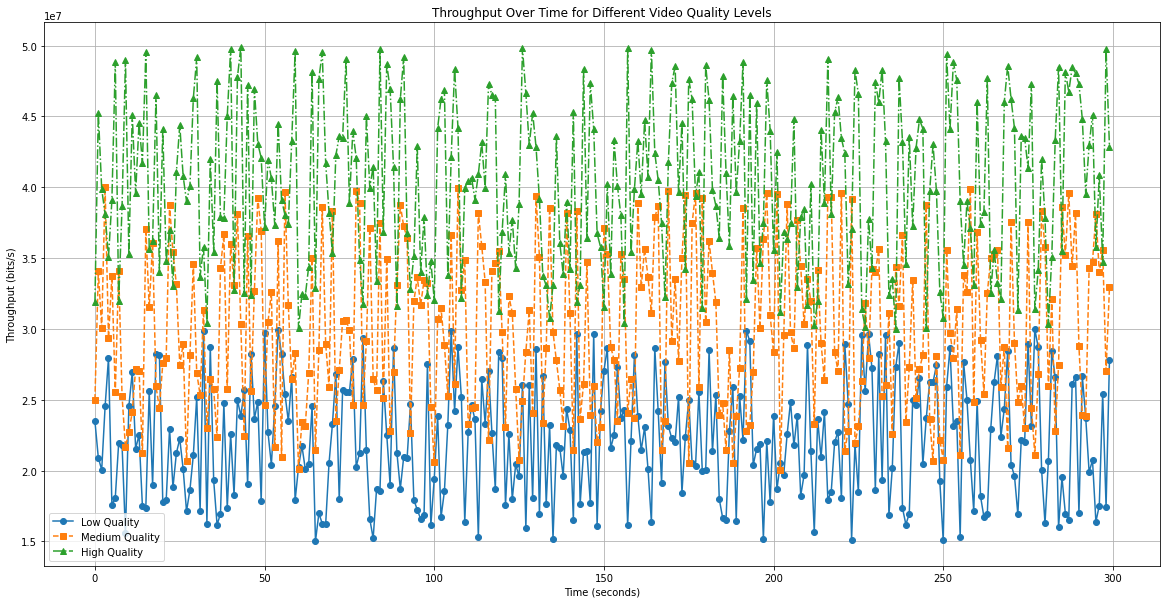 Throughput Over Time for Different Video Quality Levels
1e7
5.0
4.5
4.0
3.5
3.0
2.5
2.0
1.5
Throughput (bits/s)
Low Quality
Medium Quality
High Quality
0 50 100 150 200 250 300
Time (seconds)